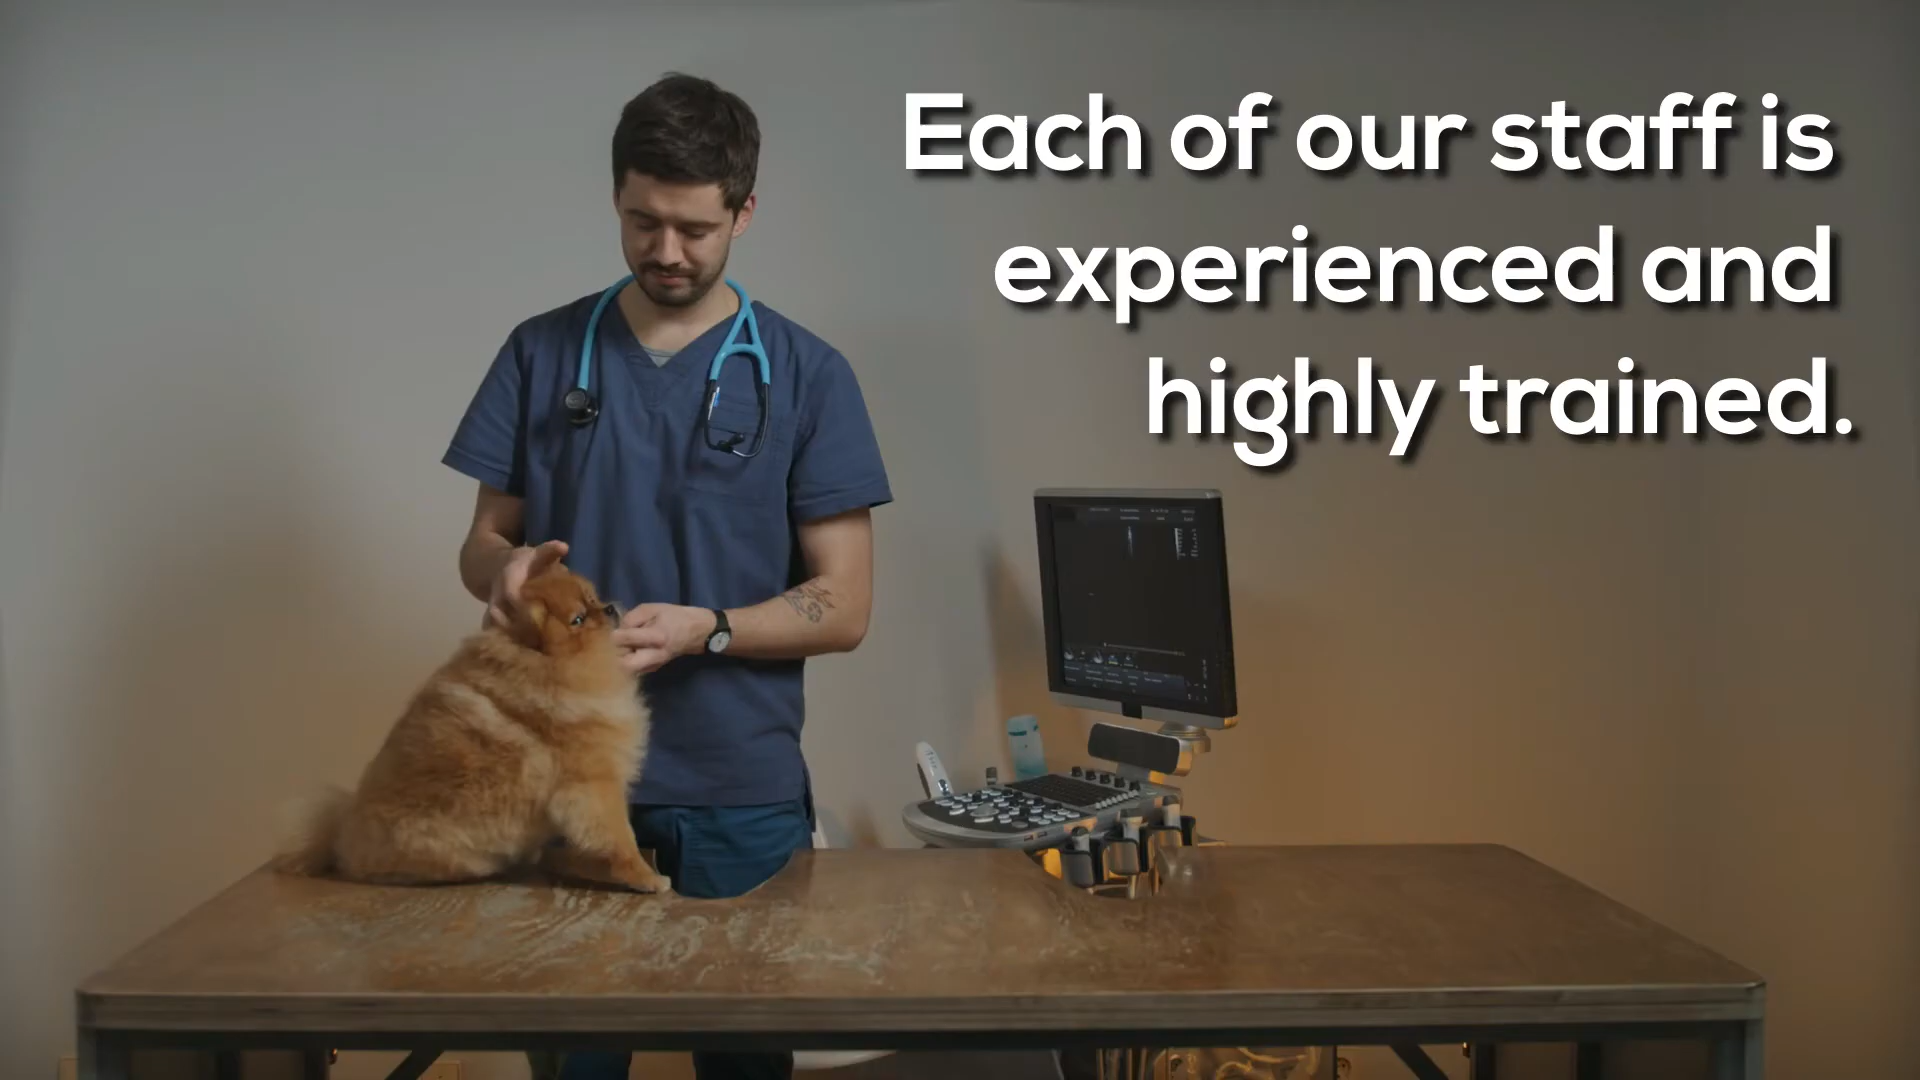 Each of our staff is
experienced and
highly trained.